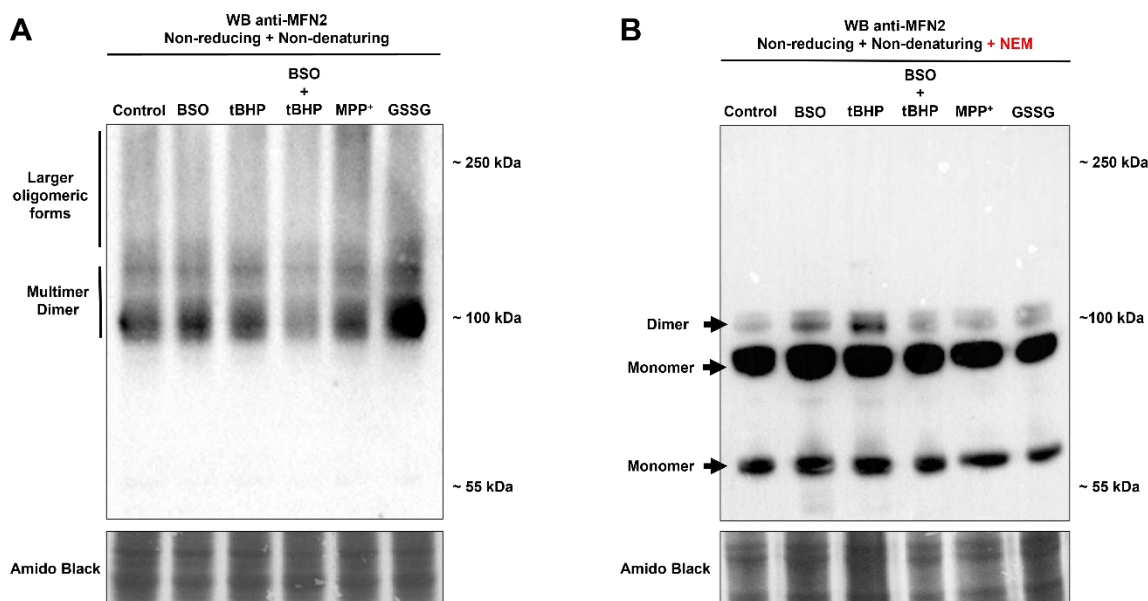 A
WB anti-MFN2
Non-reducing + Non-denaturing
BSO
+
Control BSO tBHP tBHP MPP⁺ GSSG
Larger
oligomeric
forms
Multimer
Dimer
~ 250 kDa
~ 100 kDa
~ 55 kDa
Amido Black
B
WB anti-MFN2
Non-reducing + Non-denaturing + NEM
BSO
+
Control BSO tBHP tBHP MPP⁺ GSSG
~ 250 kDa
Dimer
~100 kDa
Monomer
Monomer
~ 55 kDa
Amido Black